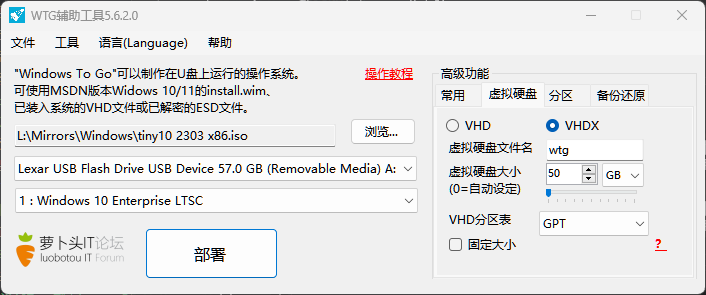 WTG辅助工具5.6.2.0
文件 工具 语言(Language) 帮助
"Windows To Go"可以制作在U盘上运行的操作系统。
可使用MSDN版本Widows 10/11的install.wim、
已装入系统的VHD文件或已解密的ESD文件。
操作教程
L:\Mirrors\Windows\tiny10 2303 x86.iso
浏览...
Lexar USB Flash Drive USB Device 57.0 GB (Removable Media) A:
1 : Windows 10 Enterprise LTSC
萝卜头IT论坛
luobotou IT Forum
部署
高级功能
常用 虚拟硬盘 分区 备份还原
VHD VHDX
虚拟硬盘文件名 wtg
虚拟硬盘大小 50 GB
(0=自动设定)
VHD分区表 GPT
固定大小 ?